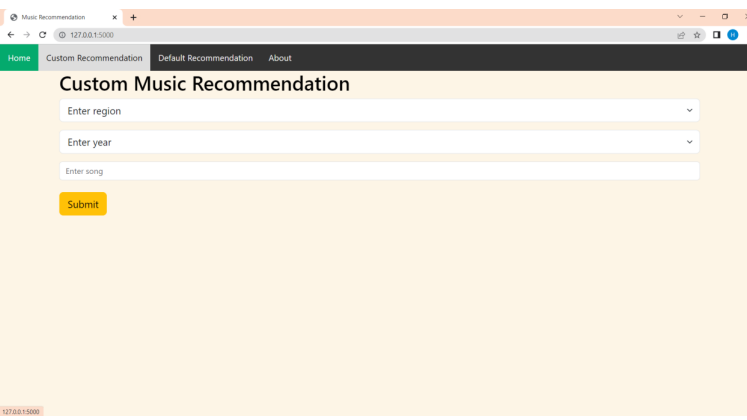 Music Recommendation
127.0.0.1:5000
Home Custom Recommendation Default Recommendation About
Custom Music Recommendation
Enter region
Enter year
Enter song
Submit
127.0.0.1:5000